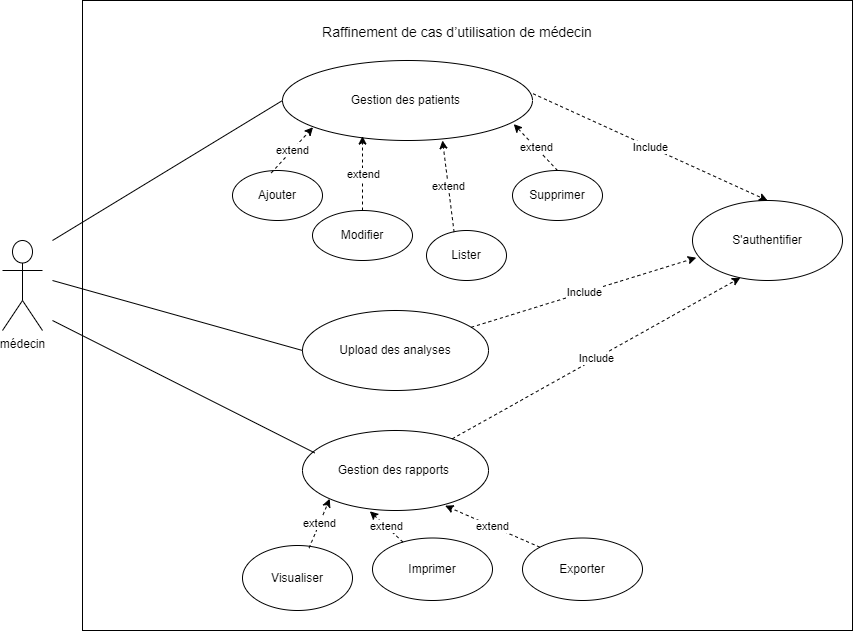 Raffinement de cas d'utilisation de médecin
Gestion des patients
Include
extend
extend
extend
extend
Ajouter
Supprimer
Modifier
Lister
S'authentifier
médecin
Include
Upload des analyses
Include
Gestion des rapports
extend
extend
extend
Visualiser
Imprimer
Exporter